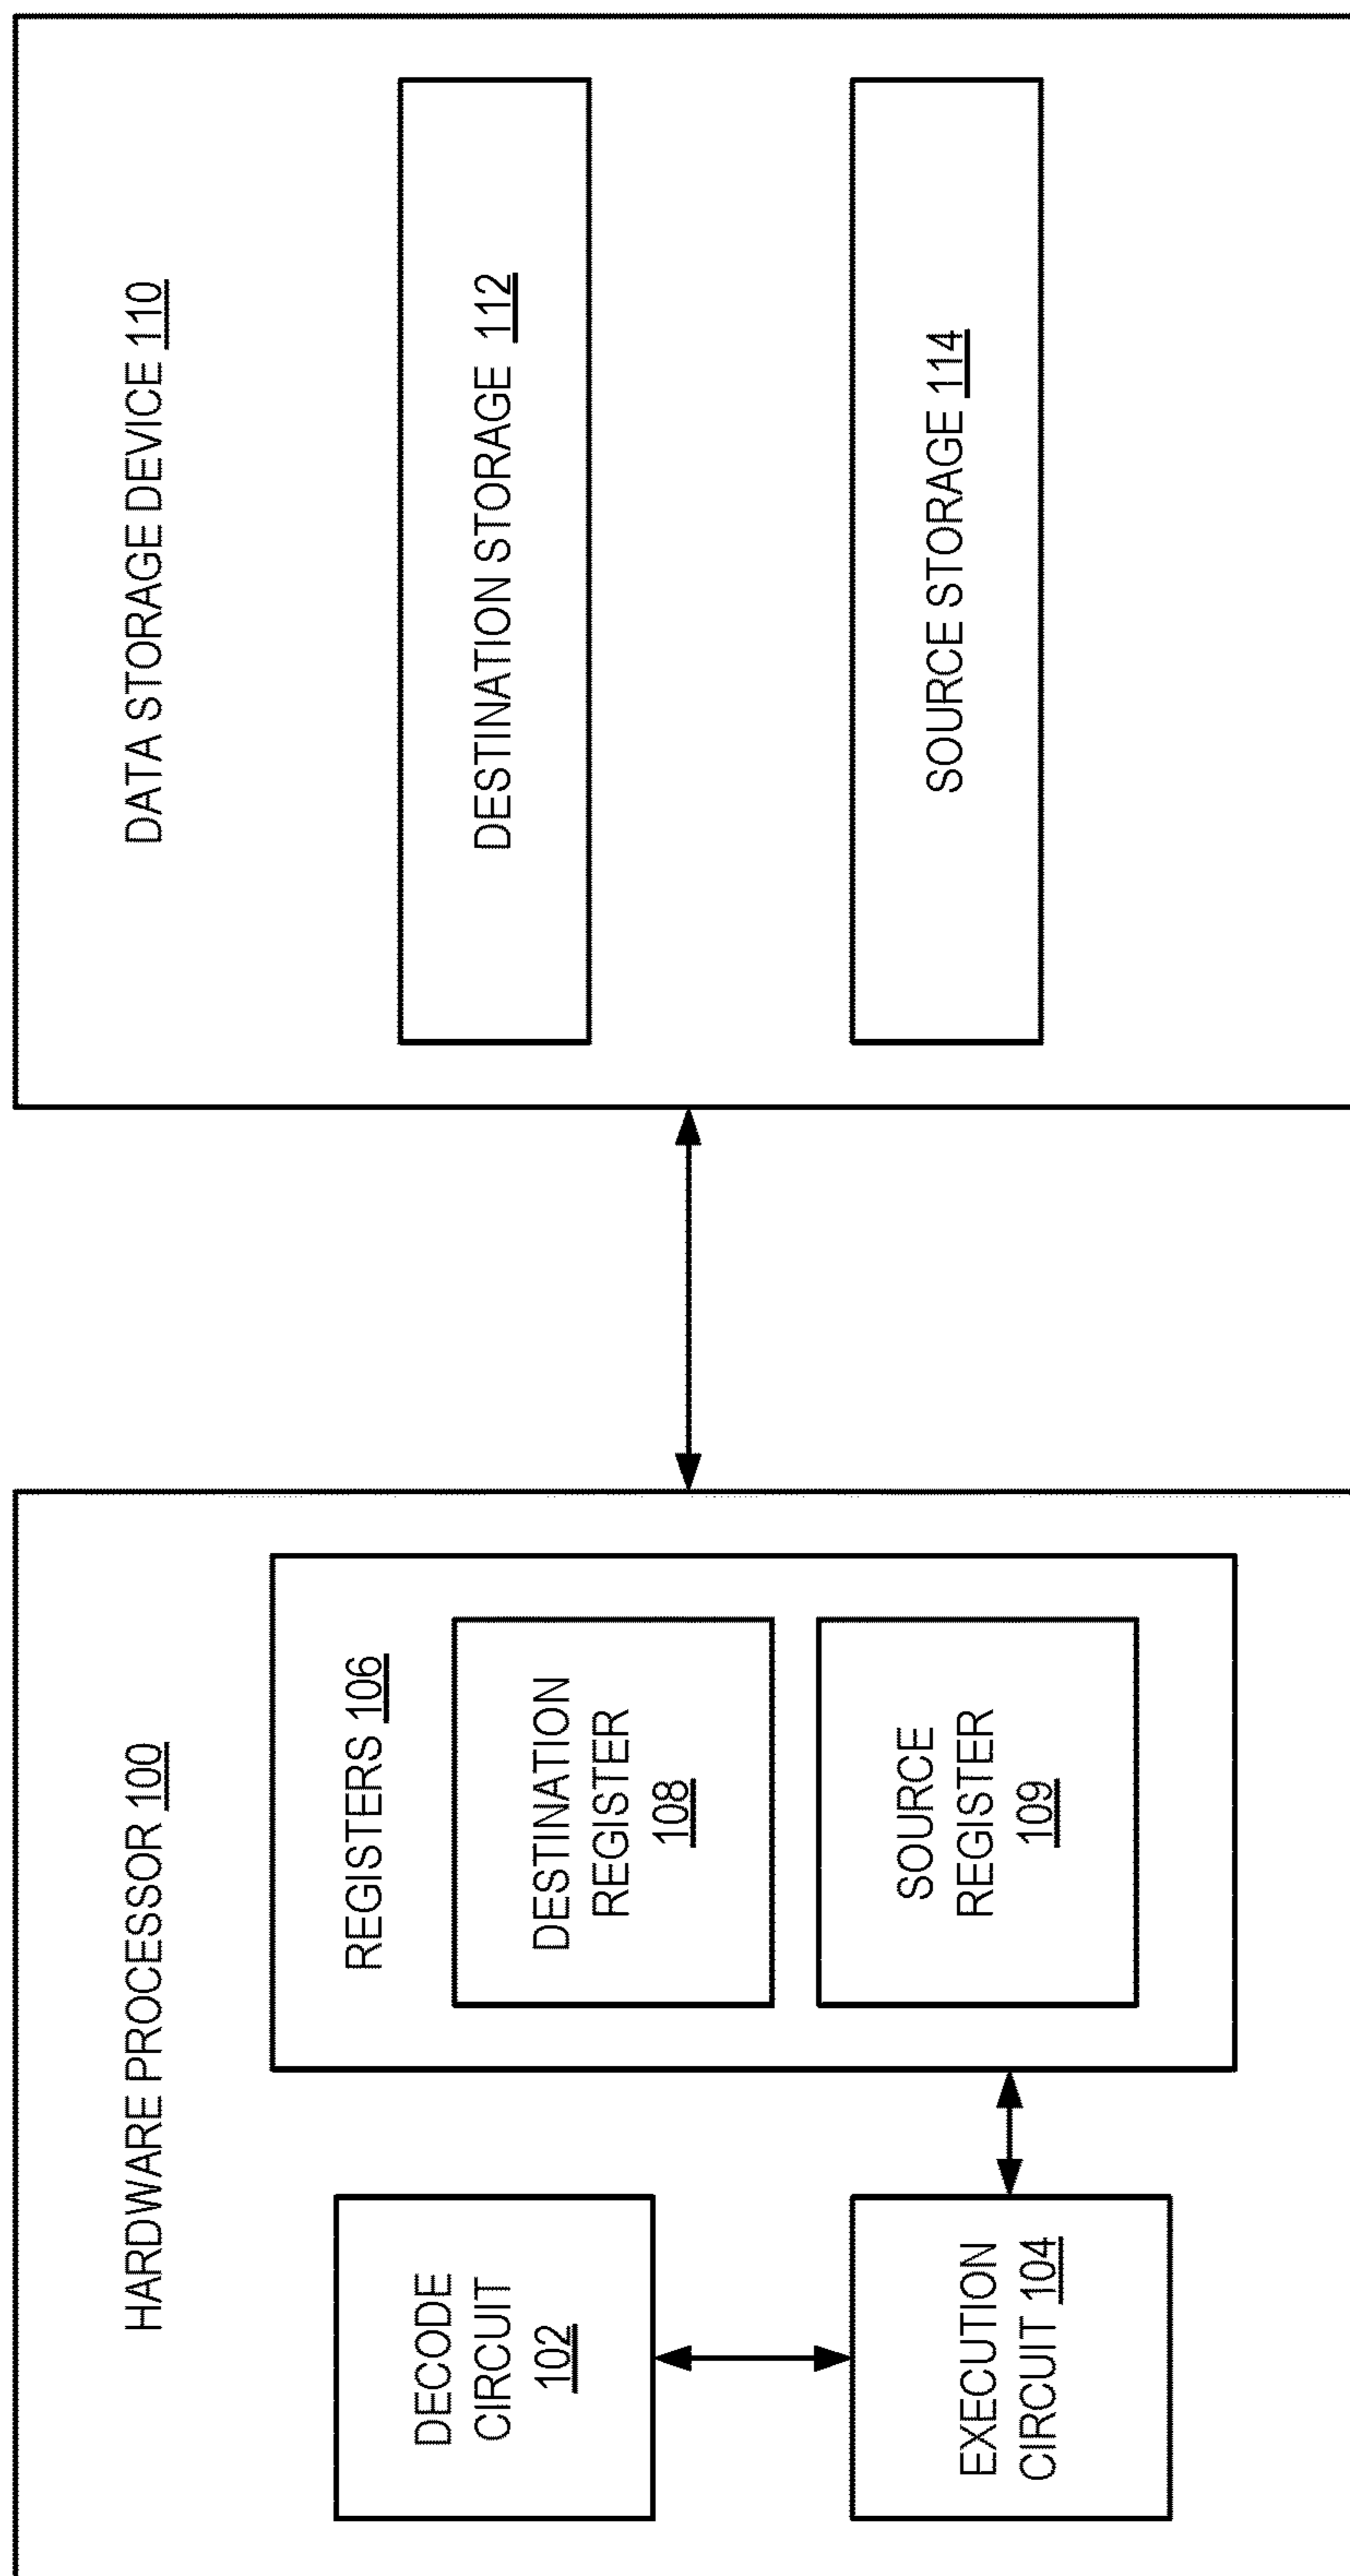 HARDWARE PROCESSOR 100
DECODE
CIRCUIT
102
EXECUTION
CIRCUIT 104
REGISTERS 106
DESTINATION
REGISTER
108
SOURCE
REGISTER
109
DATA STORAGE DEVICE 110
DESTINATION STORAGE 112
SOURCE STORAGE 114